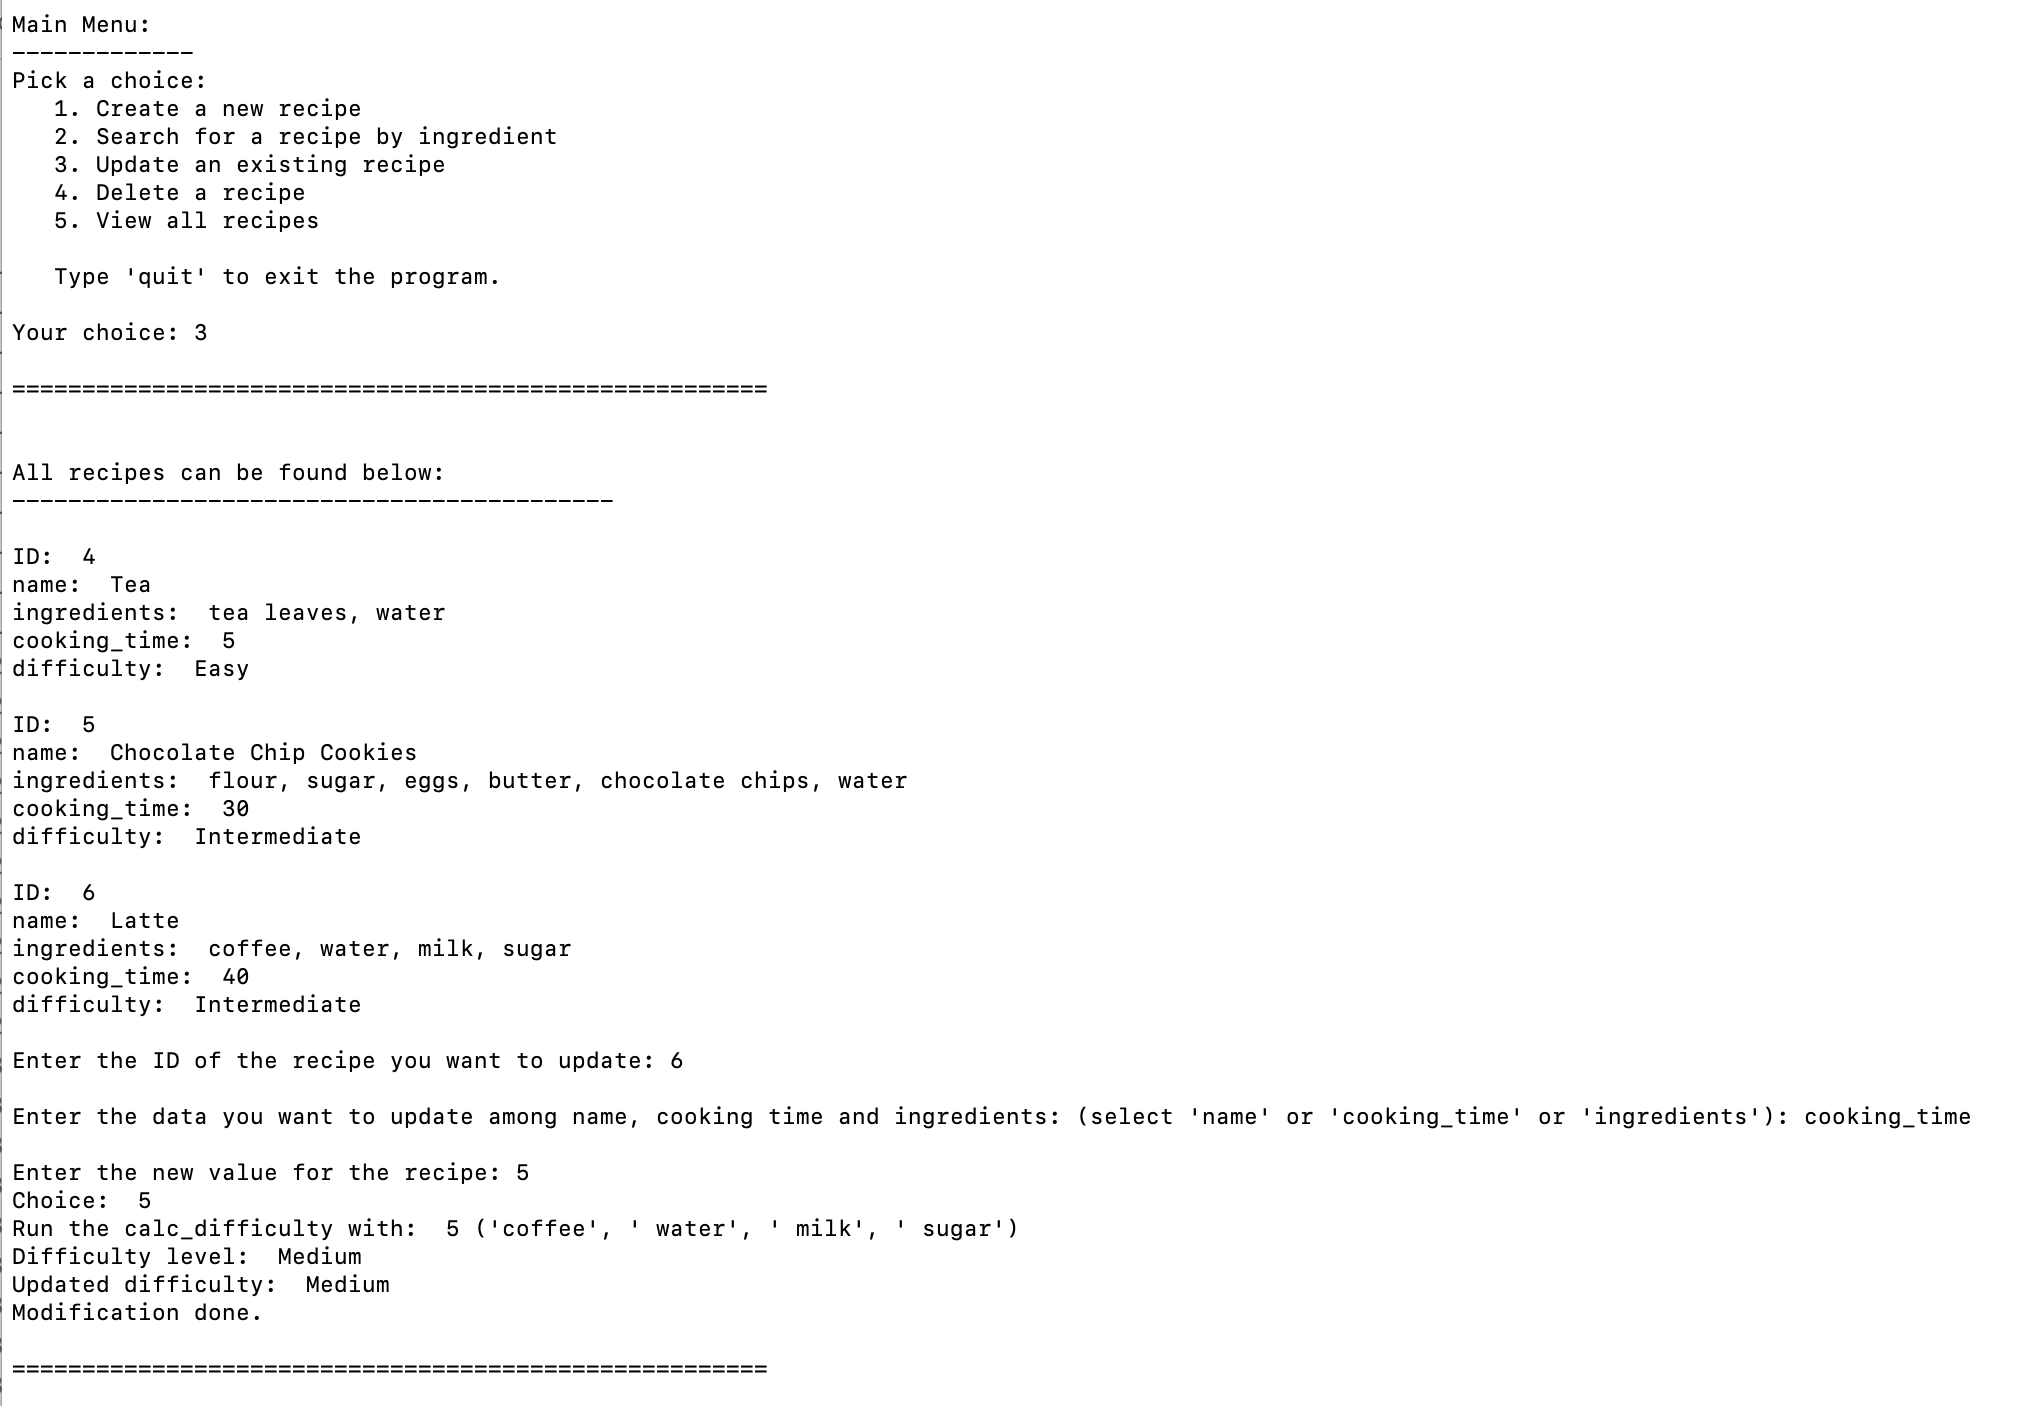 Main Menu:
-------------
Pick a choice:
   1. Create a new recipe
   2. Search for a recipe by ingredient
   3. Update an existing recipe
   4. Delete a recipe
   5. View all recipes

   Type 'quit' to exit the program.

Your choice: 3

======================================================


All recipes can be found below:
-------------------------------------------

ID:  4
name:  Tea
ingredients:  tea leaves, water
cooking_time:  5
difficulty:  Easy

ID:  5
name:  Chocolate Chip Cookies
ingredients:  flour, sugar, eggs, butter, chocolate chips, water
cooking_time:  30
difficulty:  Intermediate

ID:  6
name:  Latte
ingredients:  coffee, water, milk, sugar
cooking_time:  40
difficulty:  Intermediate

Enter the ID of the recipe you want to update: 6

Enter the data you want to update among name, cooking time and ingredients: (select 'name' or 'cooking_time' or 'ingredients'): cooking_time

Enter the new value for the recipe: 5
Choice:  5
Run the calc_difficulty with:  5 ('coffee', ' water', ' milk', ' sugar')
Difficulty level:  Medium
Updated difficulty:  Medium
Modification done.

======================================================